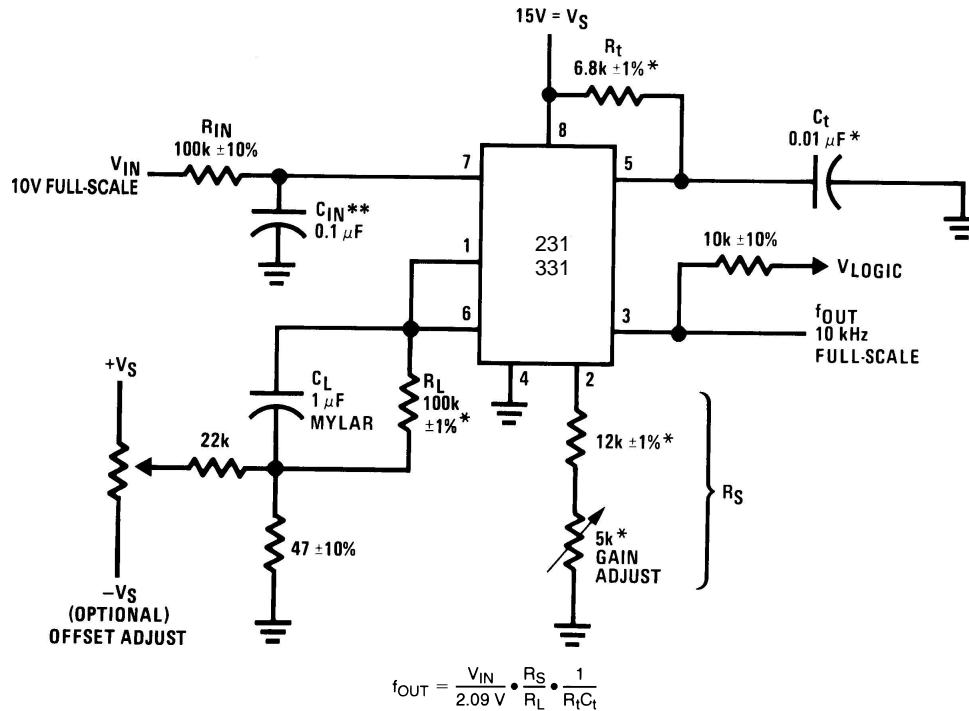 15V = VS
Rt
6.8k ±1%*
8
Ct
0.01 μF*
RIN
100k ±10%
VIN
10V FULL-SCALE
7
5
CIN**
0.1 μF
231
331
10k ±10%
VLOGIC
1
6
3
fOUT
10 kHz
FULL-SCALE
4
2
+VS
CL
1 μF
MYLAR
RL
100k
±1%*
22k
12k ±1%*
RS
47 ±10%
5k*
GAIN
ADJUST
−VS
(OPTIONAL)
OFFSET ADJUST
fOUT = VIN/2.09 V • RS/RL • 1/RtCt